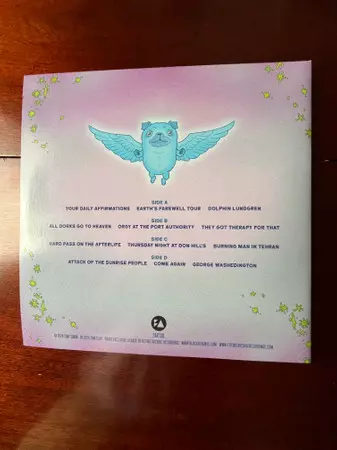 SIDE A
YOUR DAILY AFFIRMATIONS EARTH'S FAREWELL TOUR DOLPHIN LUNDGREN
SIDE B
ALL DORKS GO TO HEAVEN ORGY AT THE PORT AUTHORITY THEY GOT THERAPY FOR THAT
SIDE C
HARD PASS ON THE AFTERLIFE THURSDAY NIGHT AT DON HILL'S BURNING MAN IN TEHRAN
SIDE D
ATTACK OF THE SUNRISE PEOPLE COME AGAIN GEORGE WASHEDINGTON